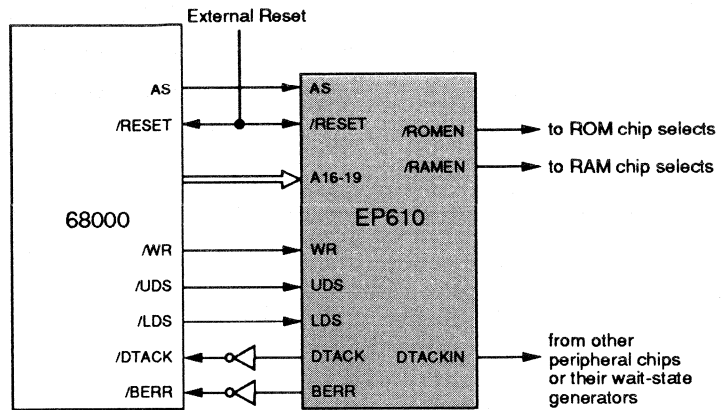 External Reset
AS
AS
/RESET
/RESET
/ROMEN
to ROM chip selects
/RAMEN
to RAM chip selects
A16-19
68000
EP610
/WR
WR
/UDS
UDS
/LDS
LDS
/DTACK
DTACK
DTACKIN
from other
peripheral chips
or their wait-state
generators
/BERR
BERR